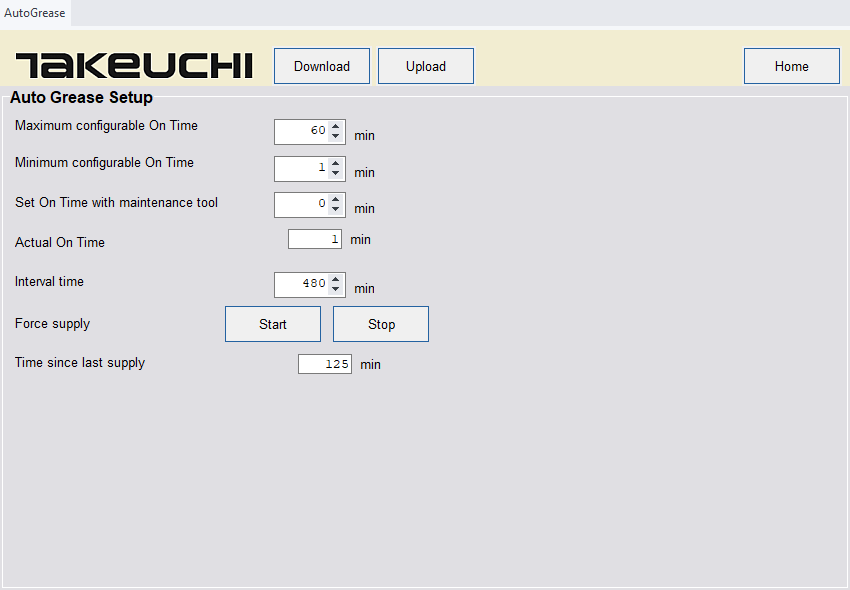 AutoGrease
TAKEUCHI Download Upload Home
Auto Grease Setup
Maximum configurable On Time 60 min
Minimum configurable On Time 1 min
Set On Time with maintenance tool 0 min
Actual On Time 1 min
Interval time 480 min
Force supply Start Stop
Time since last supply 125 min